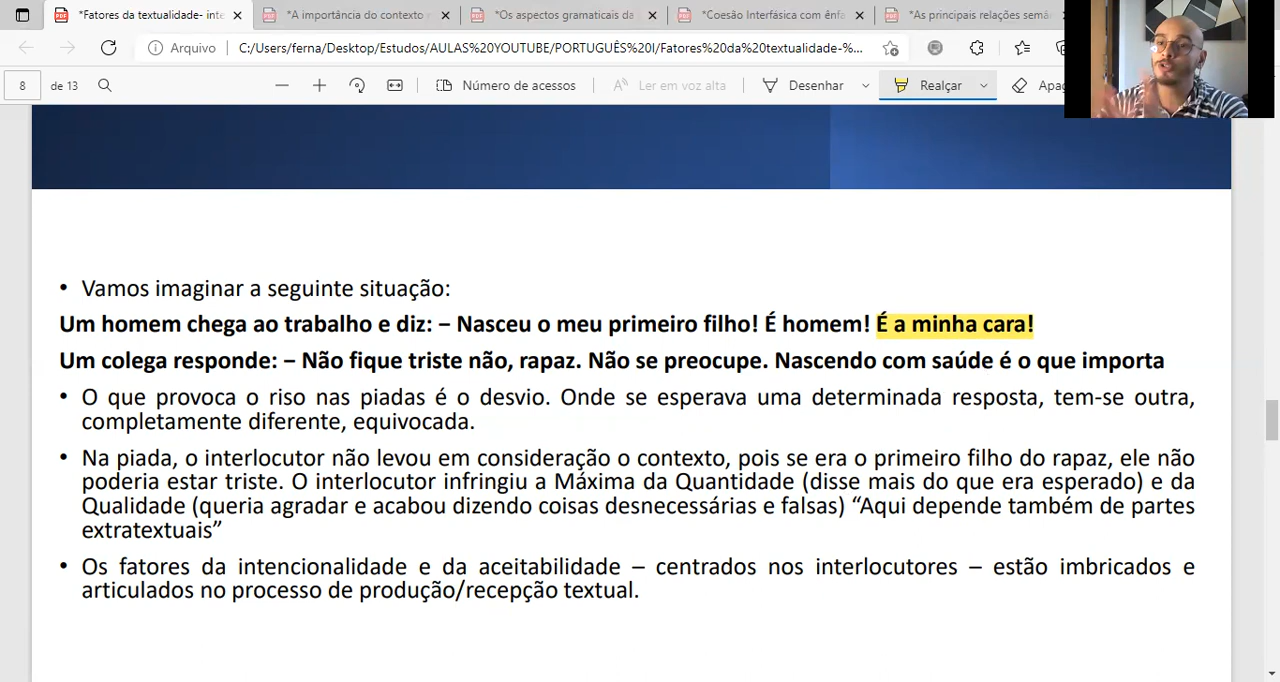 *Fatores da textualidade- inte
*A importância do contexto n
*Os aspectos gramaticais da
*Coesão Interfásica com ênfa
*As principais relações semâ
Arquivo
C:/Users/ferna/Desktop/Estudos/AULAS%20YOUTUBE/PORTUGUÊS%20I/Fatores%20da%20textualidade-%...
8 de 13
Número de acessos
Ler em voz alta
Desenhar
Realçar
Apag
• Vamos imaginar a seguinte situação:
Um homem chega ao trabalho e diz: – Nasceu o meu primeiro filho! É homem! É a minha cara!
Um colega responde: – Não fique triste não, rapaz. Não se preocupe. Nascendo com saúde é o que importa
• O que provoca o riso nas piadas é o desvio. Onde se esperava uma determinada resposta, tem-se outra,
completamente diferente, equivocada.
• Na piada, o interlocutor não levou em consideração o contexto, pois se era o primeiro filho do rapaz, ele não
poderia estar triste. O interlocutor infringiu a Máxima da Quantidade (disse mais do que era esperado) e da
Qualidade (queria agradar e acabou dizendo coisas desnecessárias e falsas) “Aqui depende também de partes
extratextuais”
• Os fatores da intencionalidade e da aceitabilidade – centrados nos interlocutores – estão imbricados e
articulados no processo de produção/recepção textual.